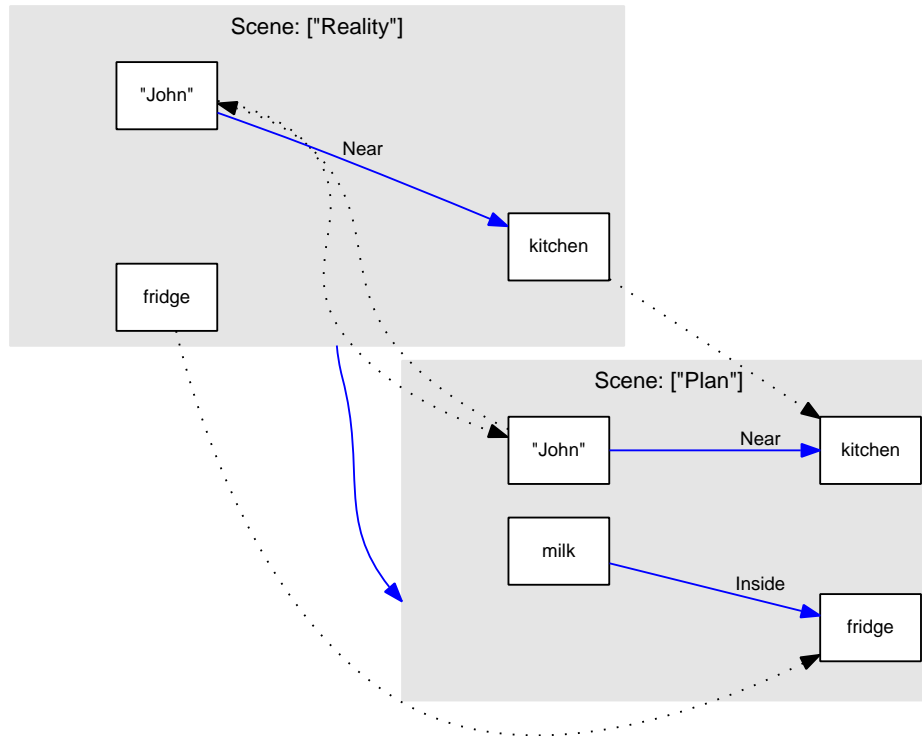 Scene: ["Reality"]
"John"
Near
kitchen
fridge
Scene: ["Plan"]
"John"
Near
kitchen
milk
Inside
fridge